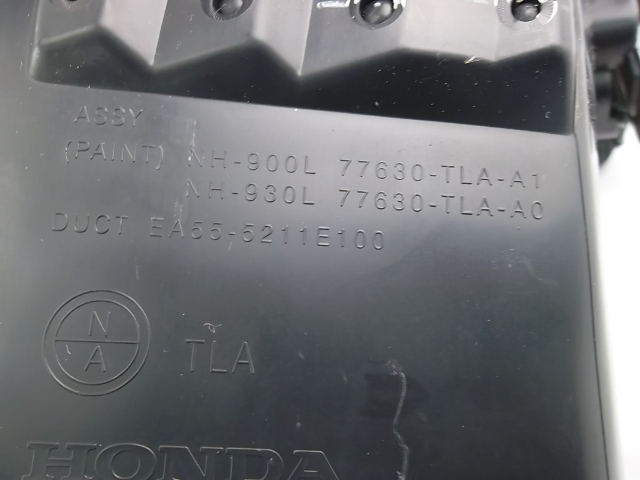 ASSY
(PAINT) NH-900L 77630-TLA-A1
NH-930L 77630-TLA-A0
DUCT EA55-5211E100
N
A
TLA
HONDA